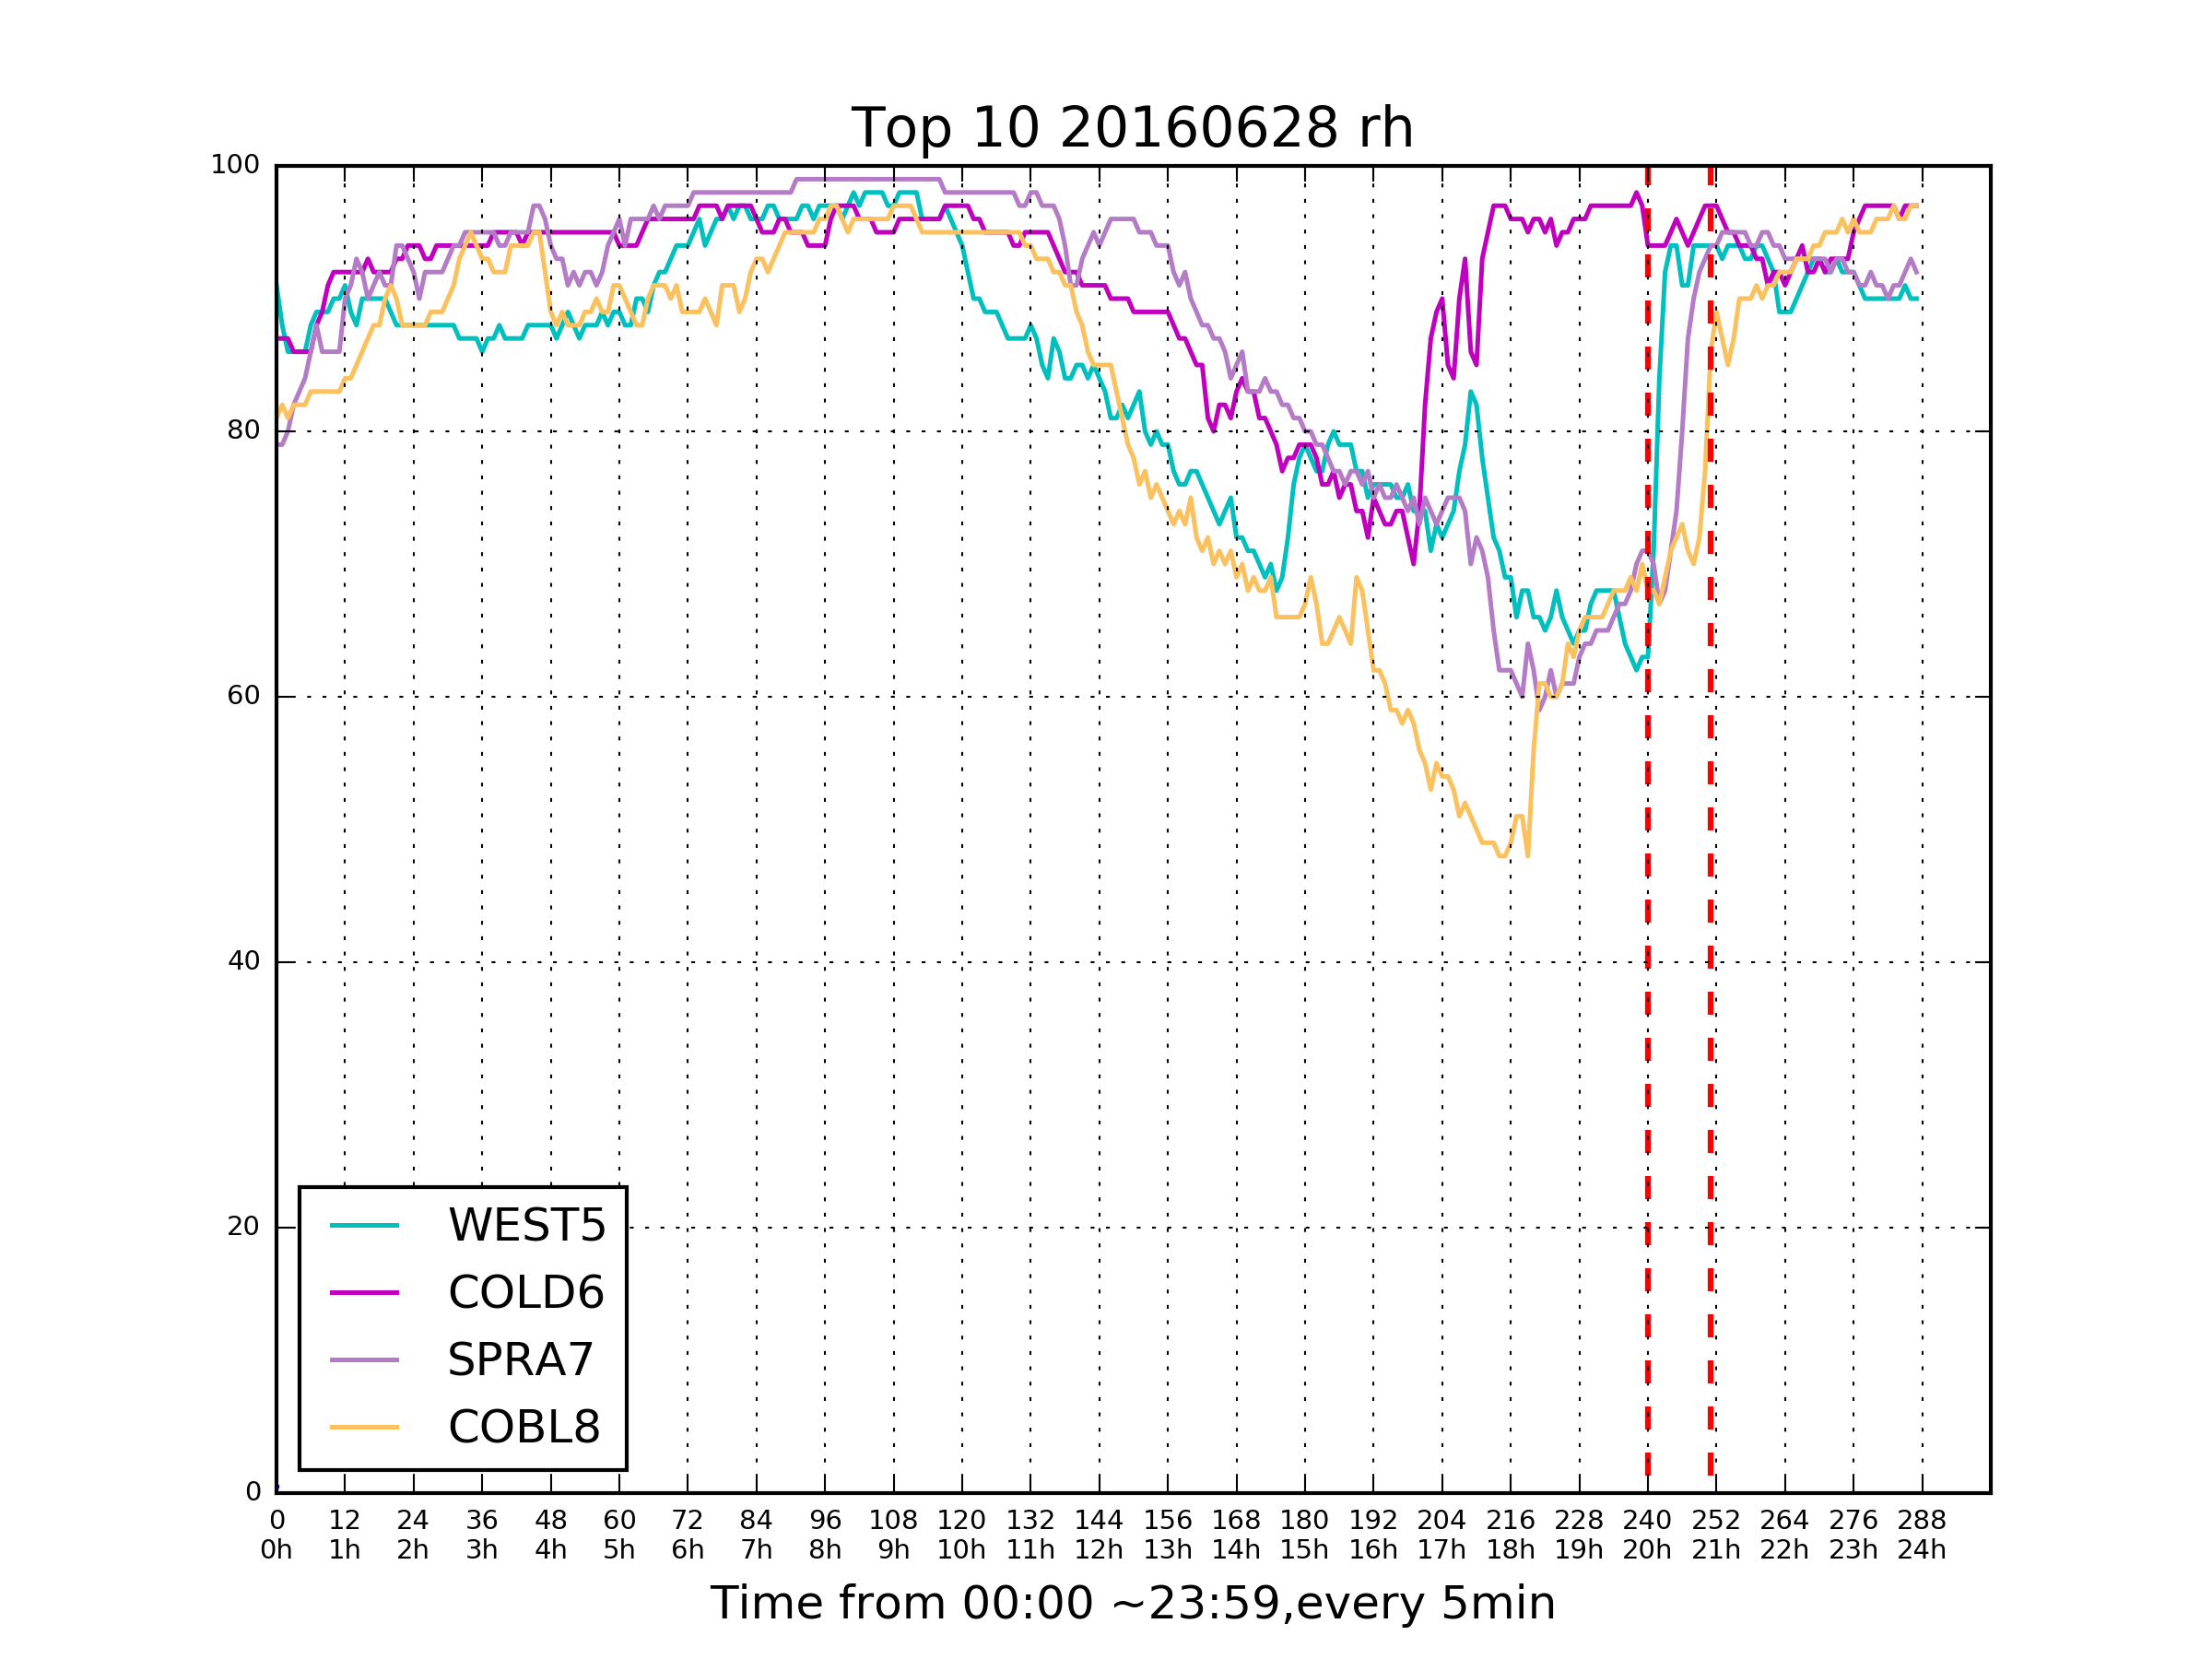 Top 10 20160628 rh
100
80
60
40
20
0
WEST5
COLD6
SPRA7
COBL8
0 12 24 36 48 60 72 84 96 108 120 132 144 156 168 180 192 204 216 228 240 252 264 276 288
0h 1h 2h 3h 4h 5h 6h 7h 8h 9h 10h 11h 12h 13h 14h 15h 16h 17h 18h 19h 20h 21h 22h 23h 24h
Time from 00:00 ~23:59,every 5min